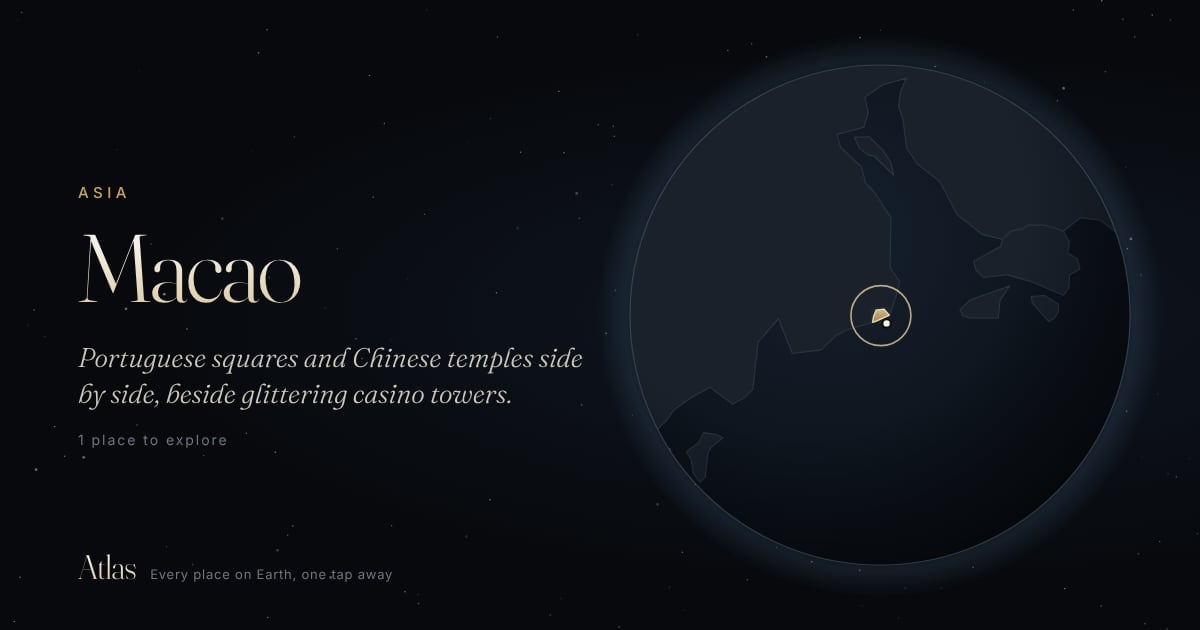 ASIA
Macao
Portuguese squares and Chinese temples side
by side, beside glittering casino towers.
1 place to explore
Atlas Every place on Earth, one tap away